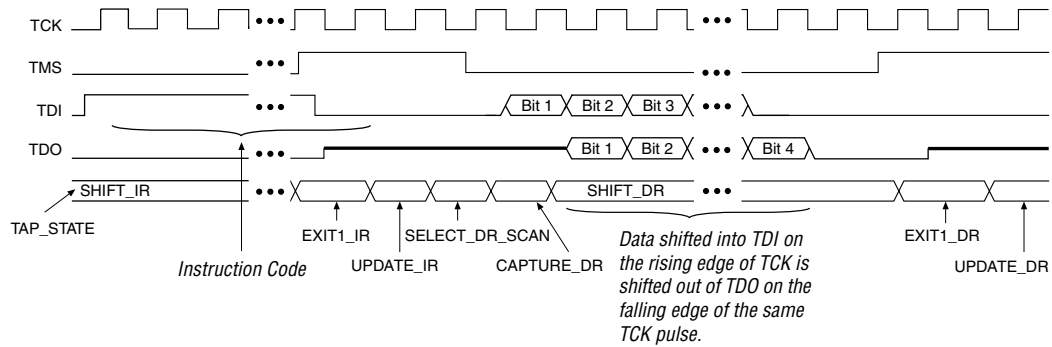 TCK
TMS
TDI
Bit 1 Bit 2 Bit 3
TDO
Bit 1 Bit 2 Bit 4
SHIFT_IR SHIFT_DR
TAP_STATE
EXIT1_IR SELECT_DR_SCAN
EXIT1_DR
Instruction Code
UPDATE_IR CAPTURE_DR
UPDATE_DR
Data shifted into TDI on
the rising edge of TCK is
shifted out of TDO on the
falling edge of the same
TCK pulse.